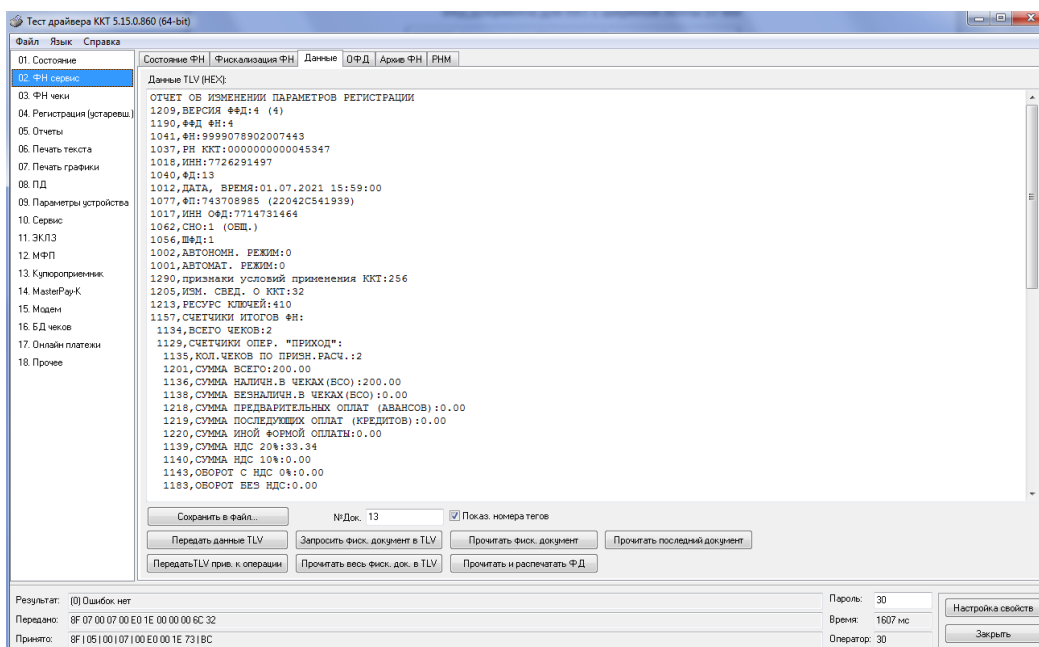 Тест драйвера ККТ 5.15.0.860 (64-bit)
Файл Язык Справка
01. Состояние
02. ФН сервис
03. ФН чеки
04. Регистрация (устаревш.)
05. Отчеты
06. Печать текста
07. Печать графики
08. ПД
09. Параметры устройства
10. Сервис
11. ЭКЛЗ
12. МФП
13. Купюроприемник
14. MasterPay-K
15. Модем
16. БД чеков
17. Онлайн платежи
18. Прочее
Состояние ФН Фискализация ФН Данные ОФД Архив ФН РНМ
Данные TLV (HEX):
ОТЧЕТ ОБ ИЗМЕНЕНИИ ПАРАМЕТРОВ РЕГИСТРАЦИИ
1209,ВЕРСИЯ ФФД:4 (4)
1190,ФФД ФН:4
1041,ФН:9999078902007443
1037,РН ККТ:0000000000045347
1018,ИНН:7726291497
1040,ФД:13
1012,ДАТА, ВРЕМЯ:01.07.2021 15:59:00
1077,ФП:743708985 (22042C541939)
1017,ИНН ОФД:7714731464
1062,СНО:1 (ОБЩ.)
1056,ШФД:1
1002,АВТОНОМН. РЕЖИМ:0
1001,АВТОМАТ. РЕЖИМ:0
1290,признаки условий применения ККТ:256
1205,ИЗМ. СВЕД. О ККТ:32
1213,РЕСУРС КЛЮЧЕЙ:410
1157,СЧЕТЧИКИ ИТОГОВ ФН:
1134,ВСЕГО ЧЕКОВ:2
1129,СЧЕТЧИКИ ОПЕР. "ПРИХОД":
1135,КОЛ.ЧЕКОВ ПО ПРИЗН.РАСЧ.:2
1201,СУММА ВСЕГО:200.00
1136,СУММА НАЛИЧН.В ЧЕКАХ(БСО):200.00
1138,СУММА БЕЗНАЛИЧН.В ЧЕКАХ(БСО):0.00
1218,СУММА ПРЕДВАРИТЕЛЬНЫХ ОПЛАТ (АВАНСОВ):0.00
1219,СУММА ПОСЛЕДУЮЩИХ ОПЛАТ (КРЕДИТОВ):0.00
1220,СУММА ИНОЙ ФОРМОЙ ОПЛАТЫ:0.00
1139,СУММА НДС 20%:33.34
1140,СУММА НДС 10%:0.00
1143,ОБОРОТ С НДС 0%:0.00
1183,ОБОРОТ БЕЗ НДС:0.00
Сохранить в файл... №Док. 13 Показ. номера тегов
Передать данные TLV Запросить фиск. документ в TLV Прочитать фиск. документ Прочитать последний документ
ПередатьTLV прив. к операции Прочитать весь фиск. док. в TLV Прочитать и распечатать ФД
Результат: (0) Ошибок нет Пароль: 30 Настройка свойств
Передано: 8F 07 00 07 00 E0 1E 00 00 00 6C 32 Время: 1607 мс
Принято: 8F | 05 | 00 | 07 | 00 E0 00 1E 73 | BC Оператор: 30 Закрыть